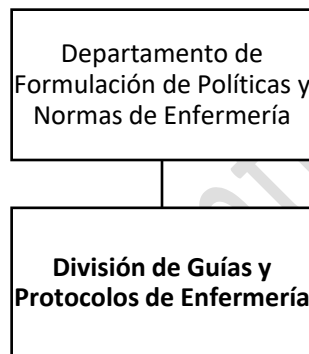 Departamento de
Formulación de Políticas y
Normas de Enfermería
División de Guías y
Protocolos de Enfermería